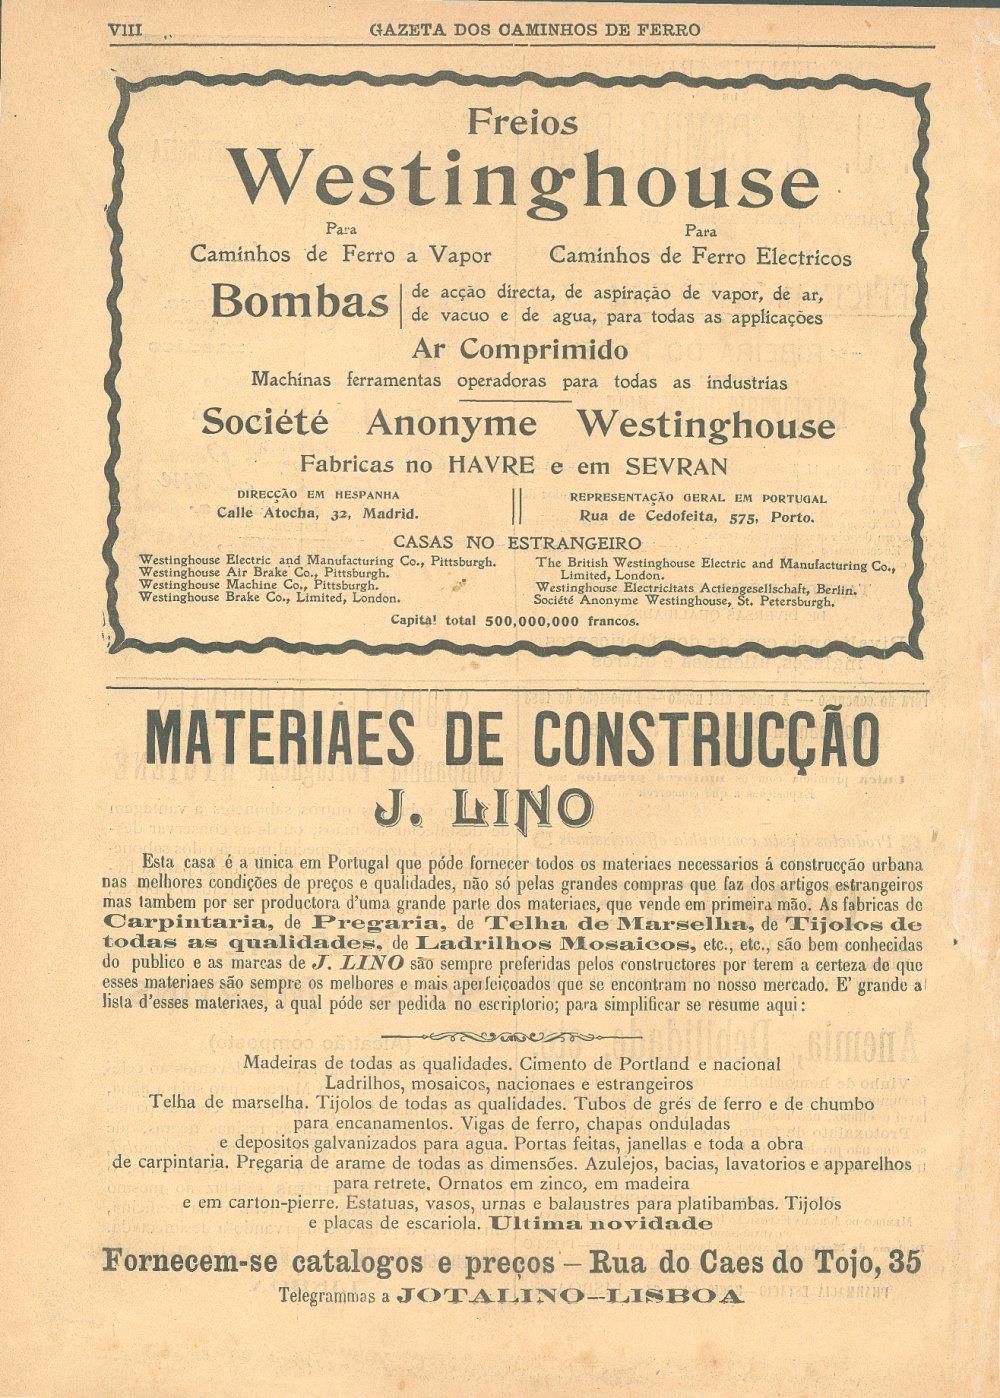 VIII
GAZETA DOS CAMINHOS DE FERRO
Freios
Westinghouse
Para
Caminhos de Ferro a Vapor
Para
Caminhos de Ferro Electricos
Bombas
de acção directa, de aspiração de vapor, de ar,
de vacuo e de agua, para todas as applicações
Ar Comprimido
Machinas ferramentas operadoras para todas as industrias
Société Anonyme Westinghouse
Fabricas no HAVRE e em SEVRAN
DIRECÇÃO EM HESPANHA
Calle Atocha, 32, Madrid.
REPRESENTAÇÃO GERAL EM PORTUGAL
Rua de Cedofeita, 575, Porto.
CASAS NO ESTRANGEIRO
Westinghouse Electric and Manufacturing Co., Pittsburgh.
Westinghouse Air Brake Co., Pittsburgh.
Westinghouse Machine Co., Pittsburgh.
Westinghouse Brake Co., Limited, London.
The British Westinghouse Electric and Manufacturing Co.,
Limited, London.
Westinghouse Electricitats Actiengesellschaft, Berlin.
Société Anonyme Westinghouse, St. Petersburgh.
Capital total 500,000,000 francos.
MATERIAES DE CONSTRUCÇÃO
J. LINO
Esta casa é a unica em Portugal que póde fornecer todos os materiaes necessarios á construcção urbana
nas melhores condições de preços e qualidades, não só pelas grandes compras que faz dos artigos estrangeiros
mas tambem por ser productora d'uma grande parte dos materiaes, que vende em primeira mão. As fabricas de
Carpintaria, de Pregaria, de Telha de Marselha, de Tijolos de
todas as qualidades, de Ladrilhos Mosaicos, etc., etc., são bem conhecidas
do publico e as marcas de J. LINO são sempre preferidas pelos constructores por terem a certeza de que
esses materiaes são sempre os melhores e mais aperfeiçoados que se encontram no nosso mercado. E' grande a
lista d'esses materiaes, a qual póde ser pedida no escriptorio; para simplificar se resume aqui:
Madeiras de todas as qualidades. Cimento de Portland e nacional
Ladrilhos, mosaicos, nacionaes e estrangeiros
Telha de marselha. Tijolos de todas as qualidades. Tubos de grés de ferro e de chumbo
para encanamentos. Vigas de ferro, chapas onduladas
e depositos galvanizados para agua. Portas feitas, janellas e toda a obra
de carpintaria. Pregaria de arame de todas as dimensões. Azulejos, bacias, lavatorios e apparelhos
para retrete. Ornatos em zinco, em madeira
e em carton-pierre. Estatuas, vasos, urnas e balaustres para platibambas. Tijolos
e placas de escariola. Ultima novidade
Fornecem-se catalogos e preços — Rua do Caes do Tojo, 35
Telegrammas a JOTALINO—LISBOA